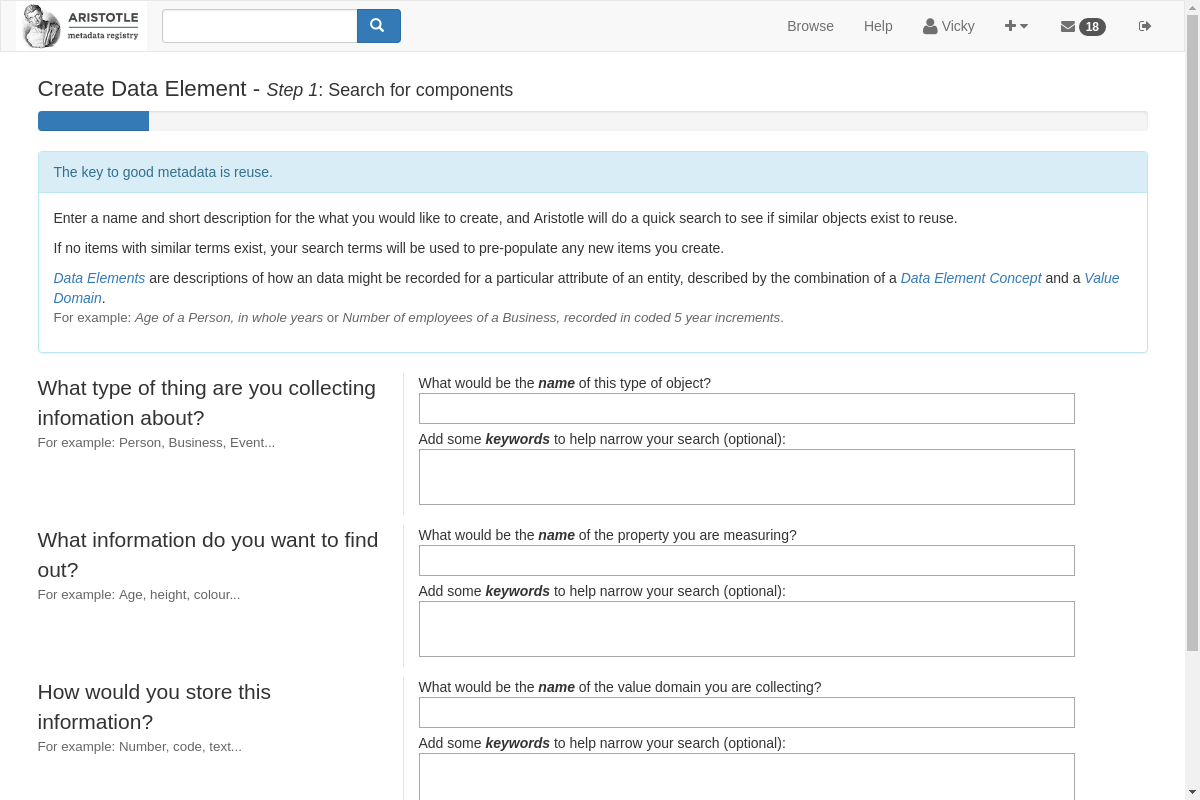 ARISTOTLE
metadata registry
Browse
Help
Vicky
18
Create Data Element - Step 1: Search for components
The key to good metadata is reuse.
Enter a name and short description for the what you would like to create, and Aristotle will do a quick search to see if similar objects exist to reuse.
If no items with similar terms exist, your search terms will be used to pre-populate any new items you create.
Data Elements are descriptions of how an data might be recorded for a particular attribute of an entity, described by the combination of a Data Element Concept and a Value
Domain.
For example: Age of a Person, in whole years or Number of employees of a Business, recorded in coded 5 year increments.
What type of thing are you collecting
infomation about?
For example: Person, Business, Event...
What would be the name of this type of object?
Add some keywords to help narrow your search (optional):
What information do you want to find
out?
For example: Age, height, colour...
What would be the name of the property you are measuring?
Add some keywords to help narrow your search (optional):
How would you store this
information?
For example: Number, code, text...
What would be the name of the value domain you are collecting?
Add some keywords to help narrow your search (optional):